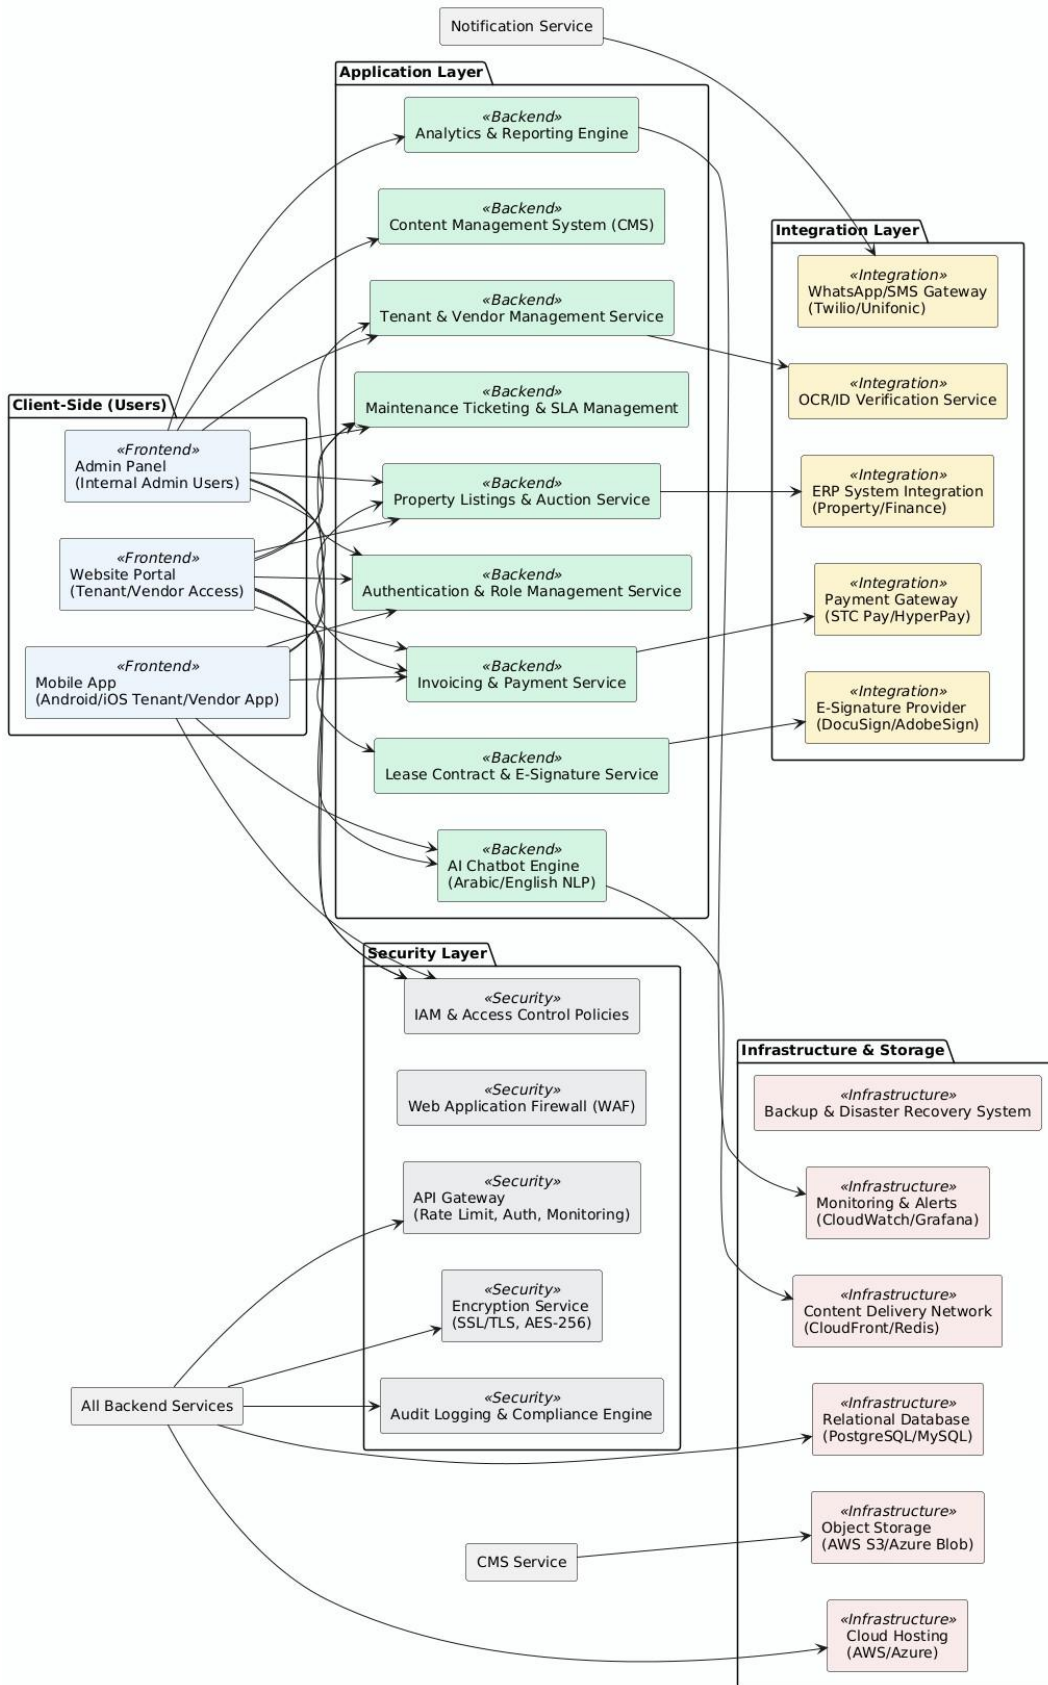 Notification Service
Application Layer
«Backend»
Analytics & Reporting Engine
«Backend»
Content Management System (CMS)
«Backend»
Tenant & Vendor Management Service
«Backend»
Maintenance Ticketing & SLA Management
«Backend»
Property Listings & Auction Service
«Backend»
Authentication & Role Management Service
«Backend»
Invoicing & Payment Service
«Backend»
Lease Contract & E-Signature Service
«Backend»
AI Chatbot Engine
(Arabic/English NLP)
Integration Layer
«Integration»
WhatsApp/SMS Gateway
(Twilio/Unifonic)
«Integration»
OCR/ID Verification Service
«Integration»
ERP System Integration
(Property/Finance)
«Integration»
Payment Gateway
(STC Pay/HyperPay)
«Integration»
E-Signature Provider
(DocuSign/AdobeSign)
Client-Side (Users)
«Frontend»
Admin Panel
(Internal Admin Users)
«Frontend»
Website Portal
(Tenant/Vendor Access)
«Frontend»
Mobile App
(Android/iOS Tenant/Vendor App)
Security Layer
«Security»
IAM & Access Control Policies
«Security»
Web Application Firewall (WAF)
«Security»
API Gateway
(Rate Limit, Auth, Monitoring)
«Security»
Encryption Service
(SSL/TLS, AES-256)
«Security»
Audit Logging & Compliance Engine
Infrastructure & Storage
«Infrastructure»
Backup & Disaster Recovery System
«Infrastructure»
Monitoring & Alerts
(CloudWatch/Grafana)
«Infrastructure»
Content Delivery Network
(CloudFront/Redis)
«Infrastructure»
Relational Database
(PostgreSQL/MySQL)
«Infrastructure»
Object Storage
(AWS S3/Azure Blob)
«Infrastructure»
Cloud Hosting
(AWS/Azure)
All Backend Services
CMS Service